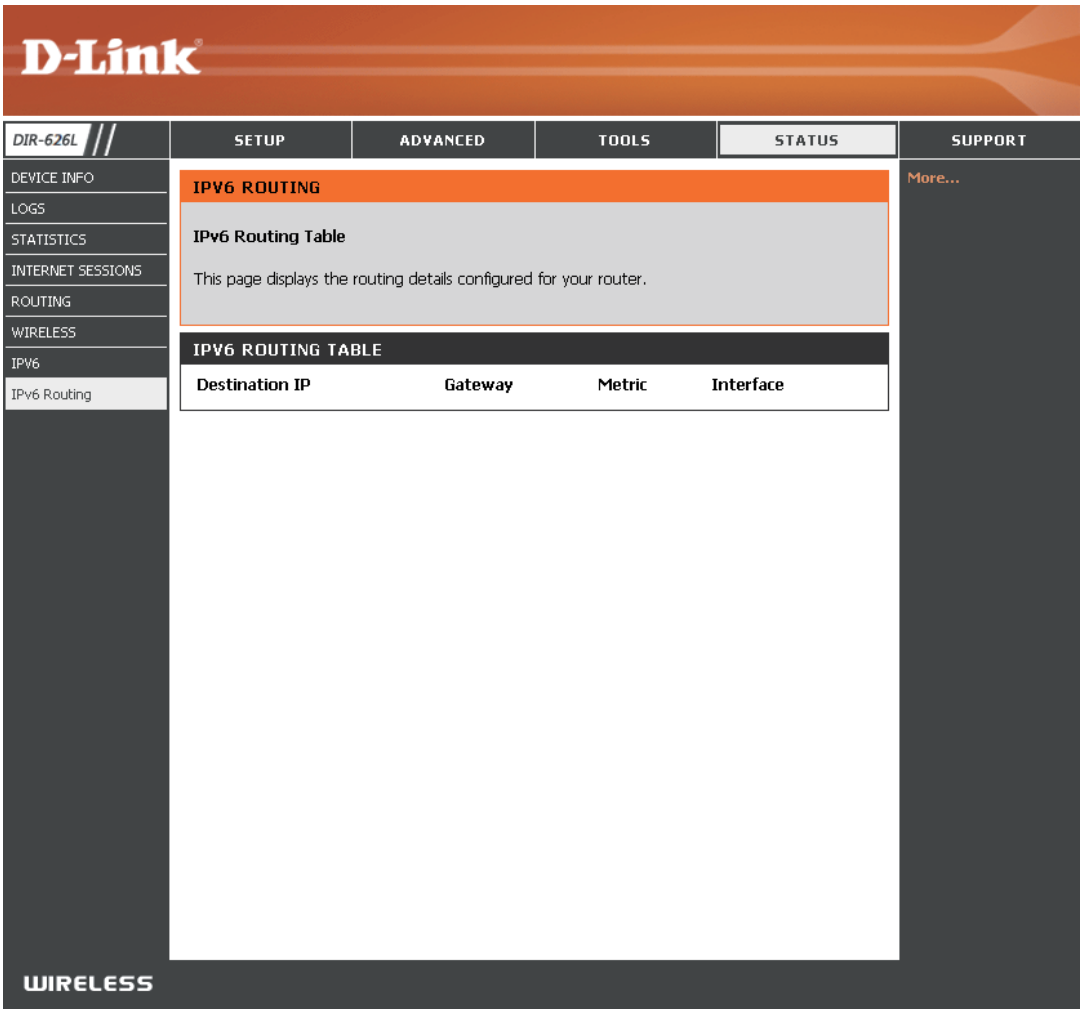 D-Link®
DIR-626L
SETUP
ADVANCED
TOOLS
STATUS
SUPPORT
DEVICE INFO
LOGS
STATISTICS
INTERNET SESSIONS
ROUTING
WIRELESS
IPV6
IPv6 Routing
IPV6 ROUTING
IPv6 Routing Table
This page displays the routing details configured for your router.
IPV6 ROUTING TABLE
Destination IP Gateway Metric Interface
More...
WIRELESS